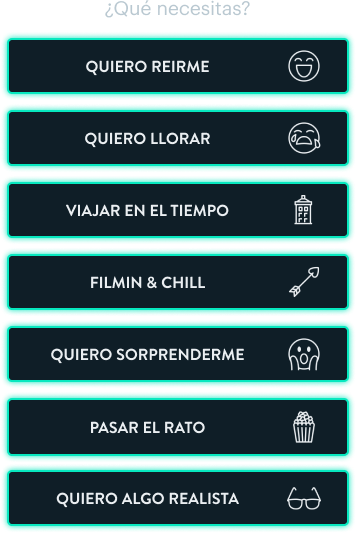 ¿Qué necesitas?
QUIERO REIRME
QUIERO LLORAR
VIAJAR EN EL TIEMPO
FILMIN & CHILL
QUIERO SORPRENDERME
PASAR EL RATO
QUIERO ALGO REALISTA